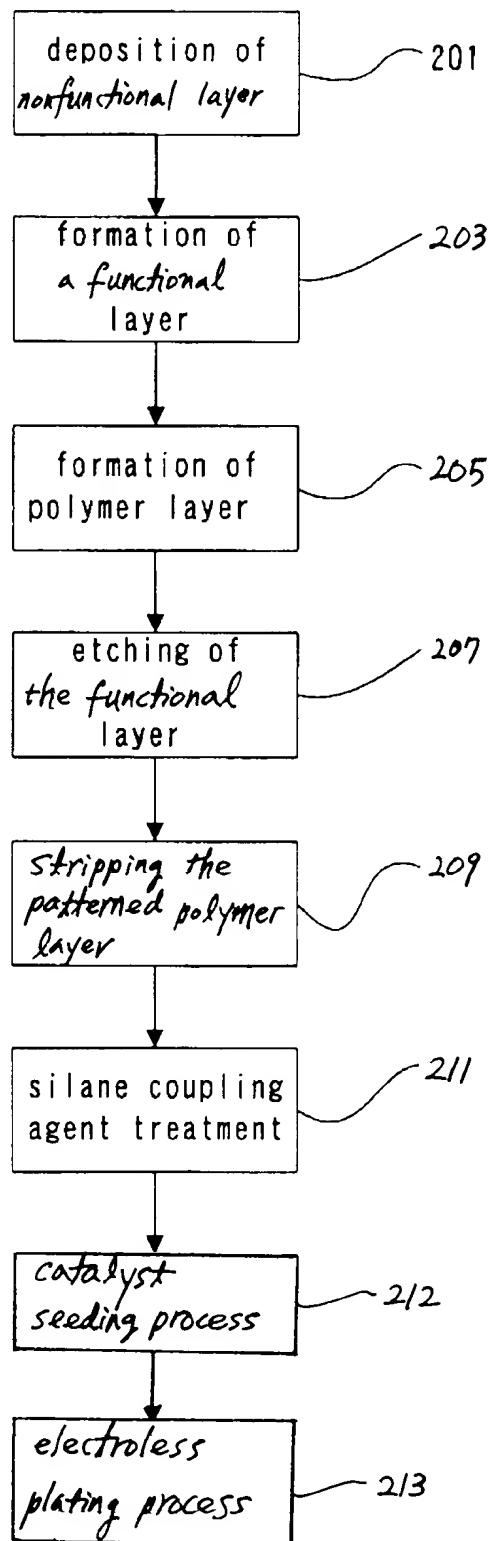 deposition of
nonfunctional layer
201
formation of
a functional
layer
203
formation of
polymer layer
205
etching of
the functional
layer
207
stripping the
patterned polymer
layer
209
silane coupling
agent treatment
211
catalyst
seeding process
212
electroless
plating process
213